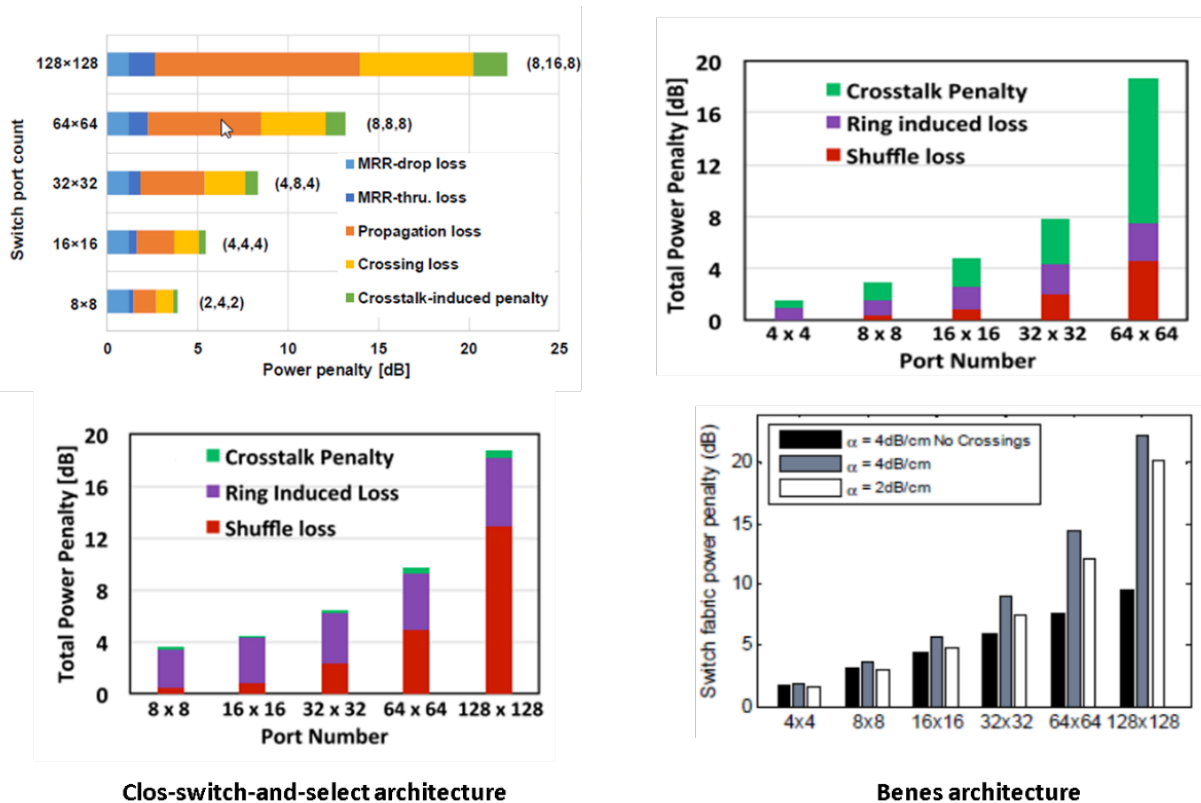 Switch port count
128×128
64×64
32×32
16×16
8×8
(8,16,8)
(8,8,8)
(4,8,4)
(4,4,4)
(2,4,2)
MRR-drop loss
MRR-thru. loss
Propagation loss
Crossing loss
Crosstalk-induced penalty
0 5 10 15 20 25
Power penalty [dB]
Total Power Penalty [dB]
20
16
12
8
4
0
Crosstalk Penalty
Ring induced loss
Shuffle loss
4 x 4 8 x 8 16 x 16 32 x 32 64 x 64
Port Number
Total Power Penalty [dB]
20
16
12
8
4
0
Crosstalk Penalty
Ring Induced Loss
Shuffle loss
8 x 8 16 x 16 32 x 32 64 x 64 128 x 128
Port Number
Switch fabric power penalty (dB)
20
15
10
5
0
α = 4dB/cm No Crossings
α = 4dB/cm
α = 2dB/cm
4x4 8x8 16x16 32x32 64x64 128x128
Clos-switch-and-select architecture
Benes architecture